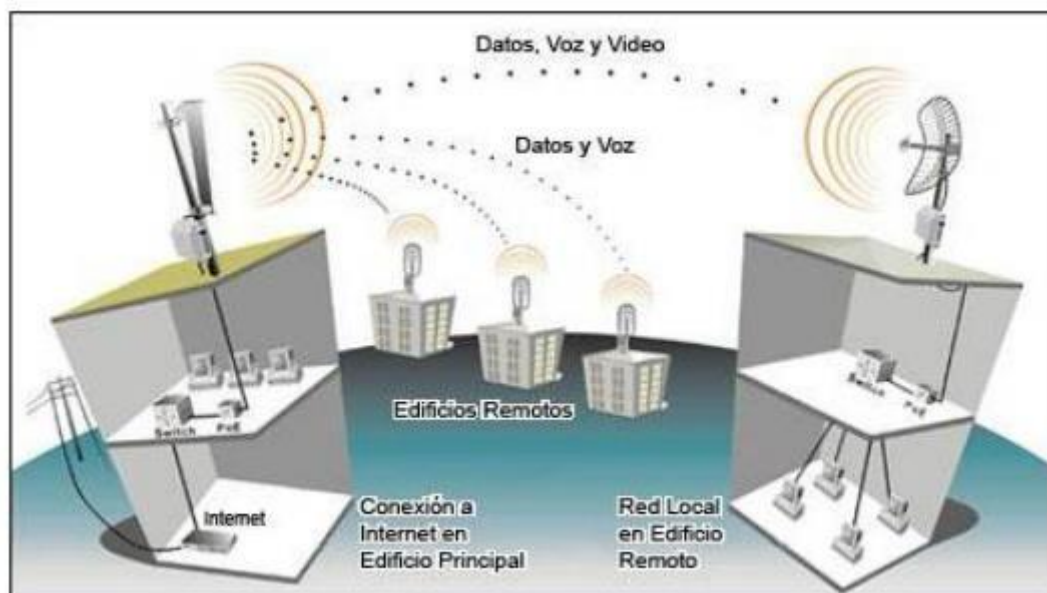 Datos, Voz y Video
Datos y Voz
Edificios Remotos
Switch
PoE
PoE
Internet
Conexión a
Internet en
Edificio Principal
Red Local
en Edificio
Remoto